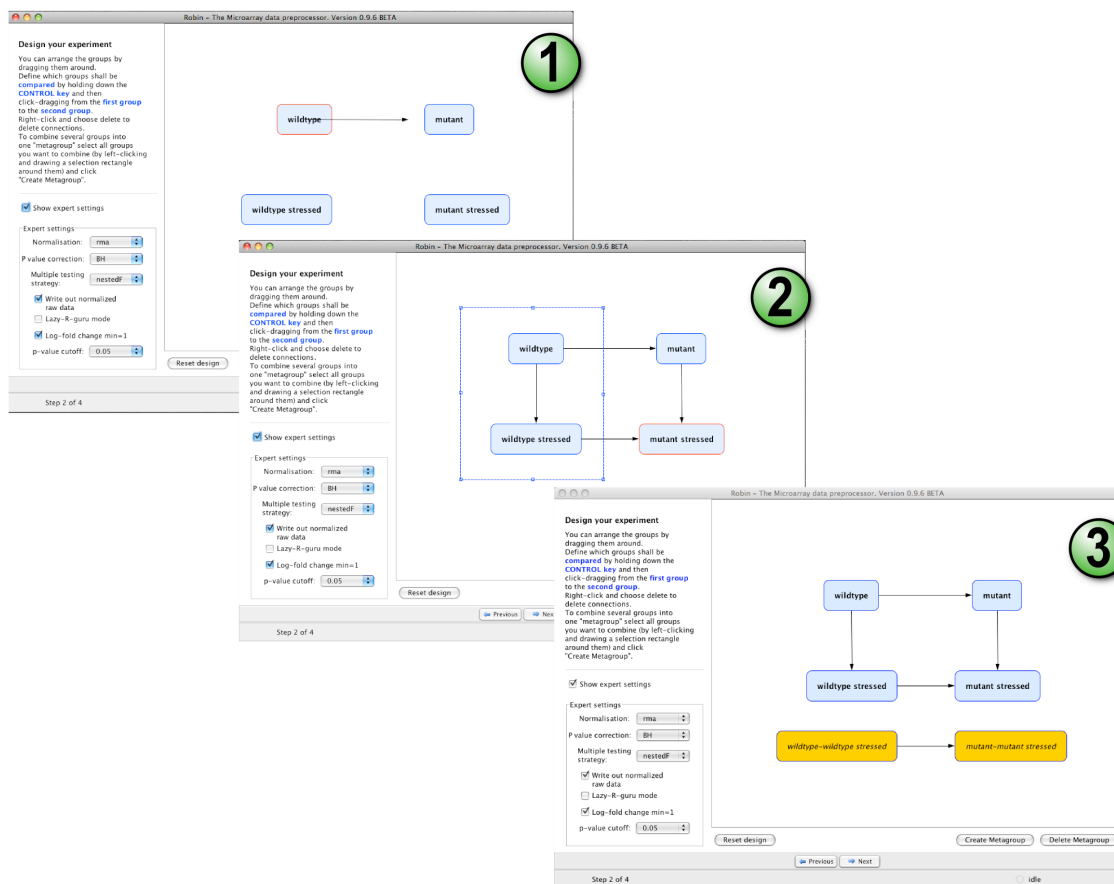 Robin - The Microarray data preprocessor. Version 0.9.6 BETA
1
Design your experiment
You can arrange the groups by
dragging them around.
Define which groups shall be
compared by holding down the
CONTROL key and then
click-dragging from the first group
to the second group.
Right-click and choose delete to
delete connections.
To combine several groups into
one "metagroup" select all groups
you want to combine (by left-clicking
and drawing a selection rectangle
around them) and click
"Create Metagroup".
Show expert settings
Expert settings
Normalisation: rma
P value correction: BH
Multiple testing
strategy: nestedF
Write out normalized
raw data
Lazy-R-guru mode
Log-fold change min=1
p-value cutoff: 0.05
wildtype
mutant
wildtype stressed
mutant stressed
Reset design
Step 2 of 4
Robin - The Microarray data preprocessor. Version 0.9.6 BETA
2
Design your experiment
You can arrange the groups by
dragging them around.
Define which groups shall be
compared by holding down the
CONTROL key and then
click-dragging from the first group
to the second group.
Right-click and choose delete to
delete connections.
To combine several groups into
one "metagroup" select all groups
you want to combine (by left-clicking
and drawing a selection rectangle
around them) and click
"Create Metagroup".
Show expert settings
Expert settings
Normalisation: rma
P value correction: BH
Multiple testing
strategy: nestedF
Write out normalized
raw data
Lazy-R-guru mode
Log-fold change min=1
p-value cutoff: 0.05
wildtype
mutant
wildtype stressed
mutant stressed
Reset design
Previous
Nex
Step 2 of 4
Robin - The Microarray data preprocessor. Version 0.9.6 BETA
3
Design your experiment
You can arrange the groups by
dragging them around.
Define which groups shall be
compared by holding down the
CONTROL key and then
click-dragging from the first group
to the second group.
Right-click and choose delete to
delete connections.
To combine several groups into
one "metagroup" select all groups
you want to combine (by left-clicking
and drawing a selection rectangle
around them) and click
"Create Metagroup".
Show expert settings
Expert settings
Normalisation: rma
P value correction: BH
Multiple testing
strategy: nestedF
Write out normalized
raw data
Lazy-R-guru mode
Log-fold change min=1
p-value cutoff: 0.05
wildtype
mutant
wildtype stressed
mutant stressed
wildtype-wildtype stressed
mutant-mutant stressed
Reset design
Create Metagroup
Delete Metagroup
Previous
Next
Step 2 of 4
idle